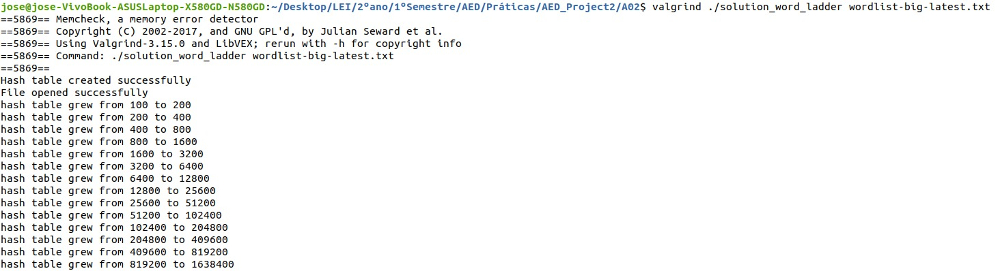 jose@jose-VivoBook-ASUSLaptop-X580GD-N580GD:~/Desktop/LEI/2ºano/1ºSemestre/AED/Práticas/AED_Project2/A02$ valgrind ./solution_word_ladder wordlist-big-latest.txt
==5869== Memcheck, a memory error detector
==5869== Copyright (C) 2002-2017, and GNU GPL'd, by Julian Seward et al.
==5869== Using Valgrind-3.15.0 and LibVEX; rerun with -h for copyright info
==5869== Command: ./solution_word_ladder wordlist-big-latest.txt
==5869==
Hash table created successfully
File opened successfully
hash table grew from 100 to 200
hash table grew from 200 to 400
hash table grew from 400 to 800
hash table grew from 800 to 1600
hash table grew from 1600 to 3200
hash table grew from 3200 to 6400
hash table grew from 6400 to 12800
hash table grew from 12800 to 25600
hash table grew from 25600 to 51200
hash table grew from 51200 to 102400
hash table grew from 102400 to 204800
hash table grew from 204800 to 409600
hash table grew from 409600 to 819200
hash table grew from 819200 to 1638400